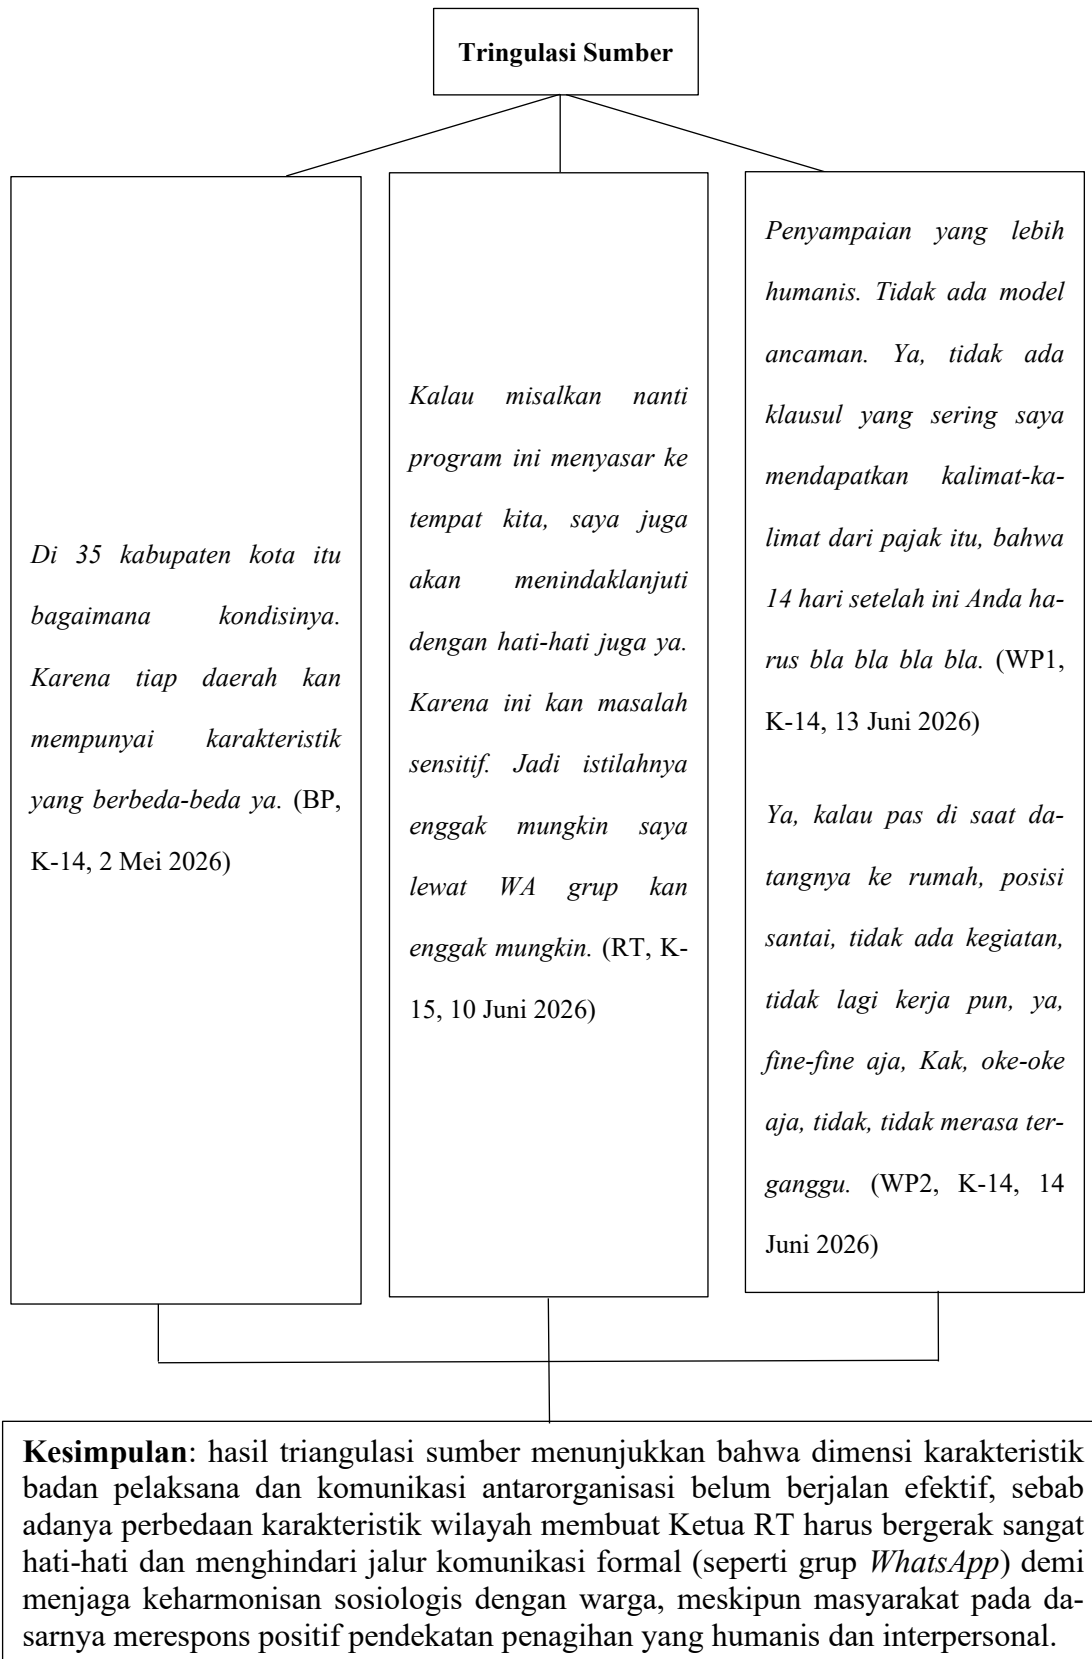 Tringulasi Sumber
Di 35 kabupaten kota itu
bagaimana kondisinya.
Karena tiap daerah kan
mempunyai karakteristik
yang berbeda-beda ya. (BP,
K-14, 2 Mei 2026)
Kalau misalkan nanti
program ini menyasar ke
tempat kita, saya juga
akan menindaklanjuti
dengan hati-hati juga ya.
Karena ini kan masalah
sensitif. Jadi istilahnya
enggak mungkin saya
lewat WA grup kan
enggak mungkin. (RT, K-
15, 10 Juni 2026)
Penyampaian yang lebih
humanis. Tidak ada model
ancaman. Ya, tidak ada
klausul yang sering saya
mendapatkan kalimat-ka-
limat dari pajak itu, bahwa
14 hari setelah ini Anda ha-
rus bla bla bla bla. (WP1,
K-14, 13 Juni 2026)
Ya, kalau pas di saat da-
tangnya ke rumah, posisi
santai, tidak ada kegiatan,
tidak lagi kerja pun, ya,
fine-fine aja, Kak, oke-oke
aja, tidak, tidak merasa ter-
ganggu. (WP2, K-14, 14
Juni 2026)
Kesimpulan: hasil triangulasi sumber menunjukkan bahwa dimensi karakteristik
badan pelaksana dan komunikasi antarorganisasi belum berjalan efektif, sebab
adanya perbedaan karakteristik wilayah membuat Ketua RT harus bergerak sangat
hati-hati dan menghindari jalur komunikasi formal (seperti grup WhatsApp) demi
menjaga keharmonisan sosiologis dengan warga, meskipun masyarakat pada da-
sarnya merespons positif pendekatan penagihan yang humanis dan interpersonal.